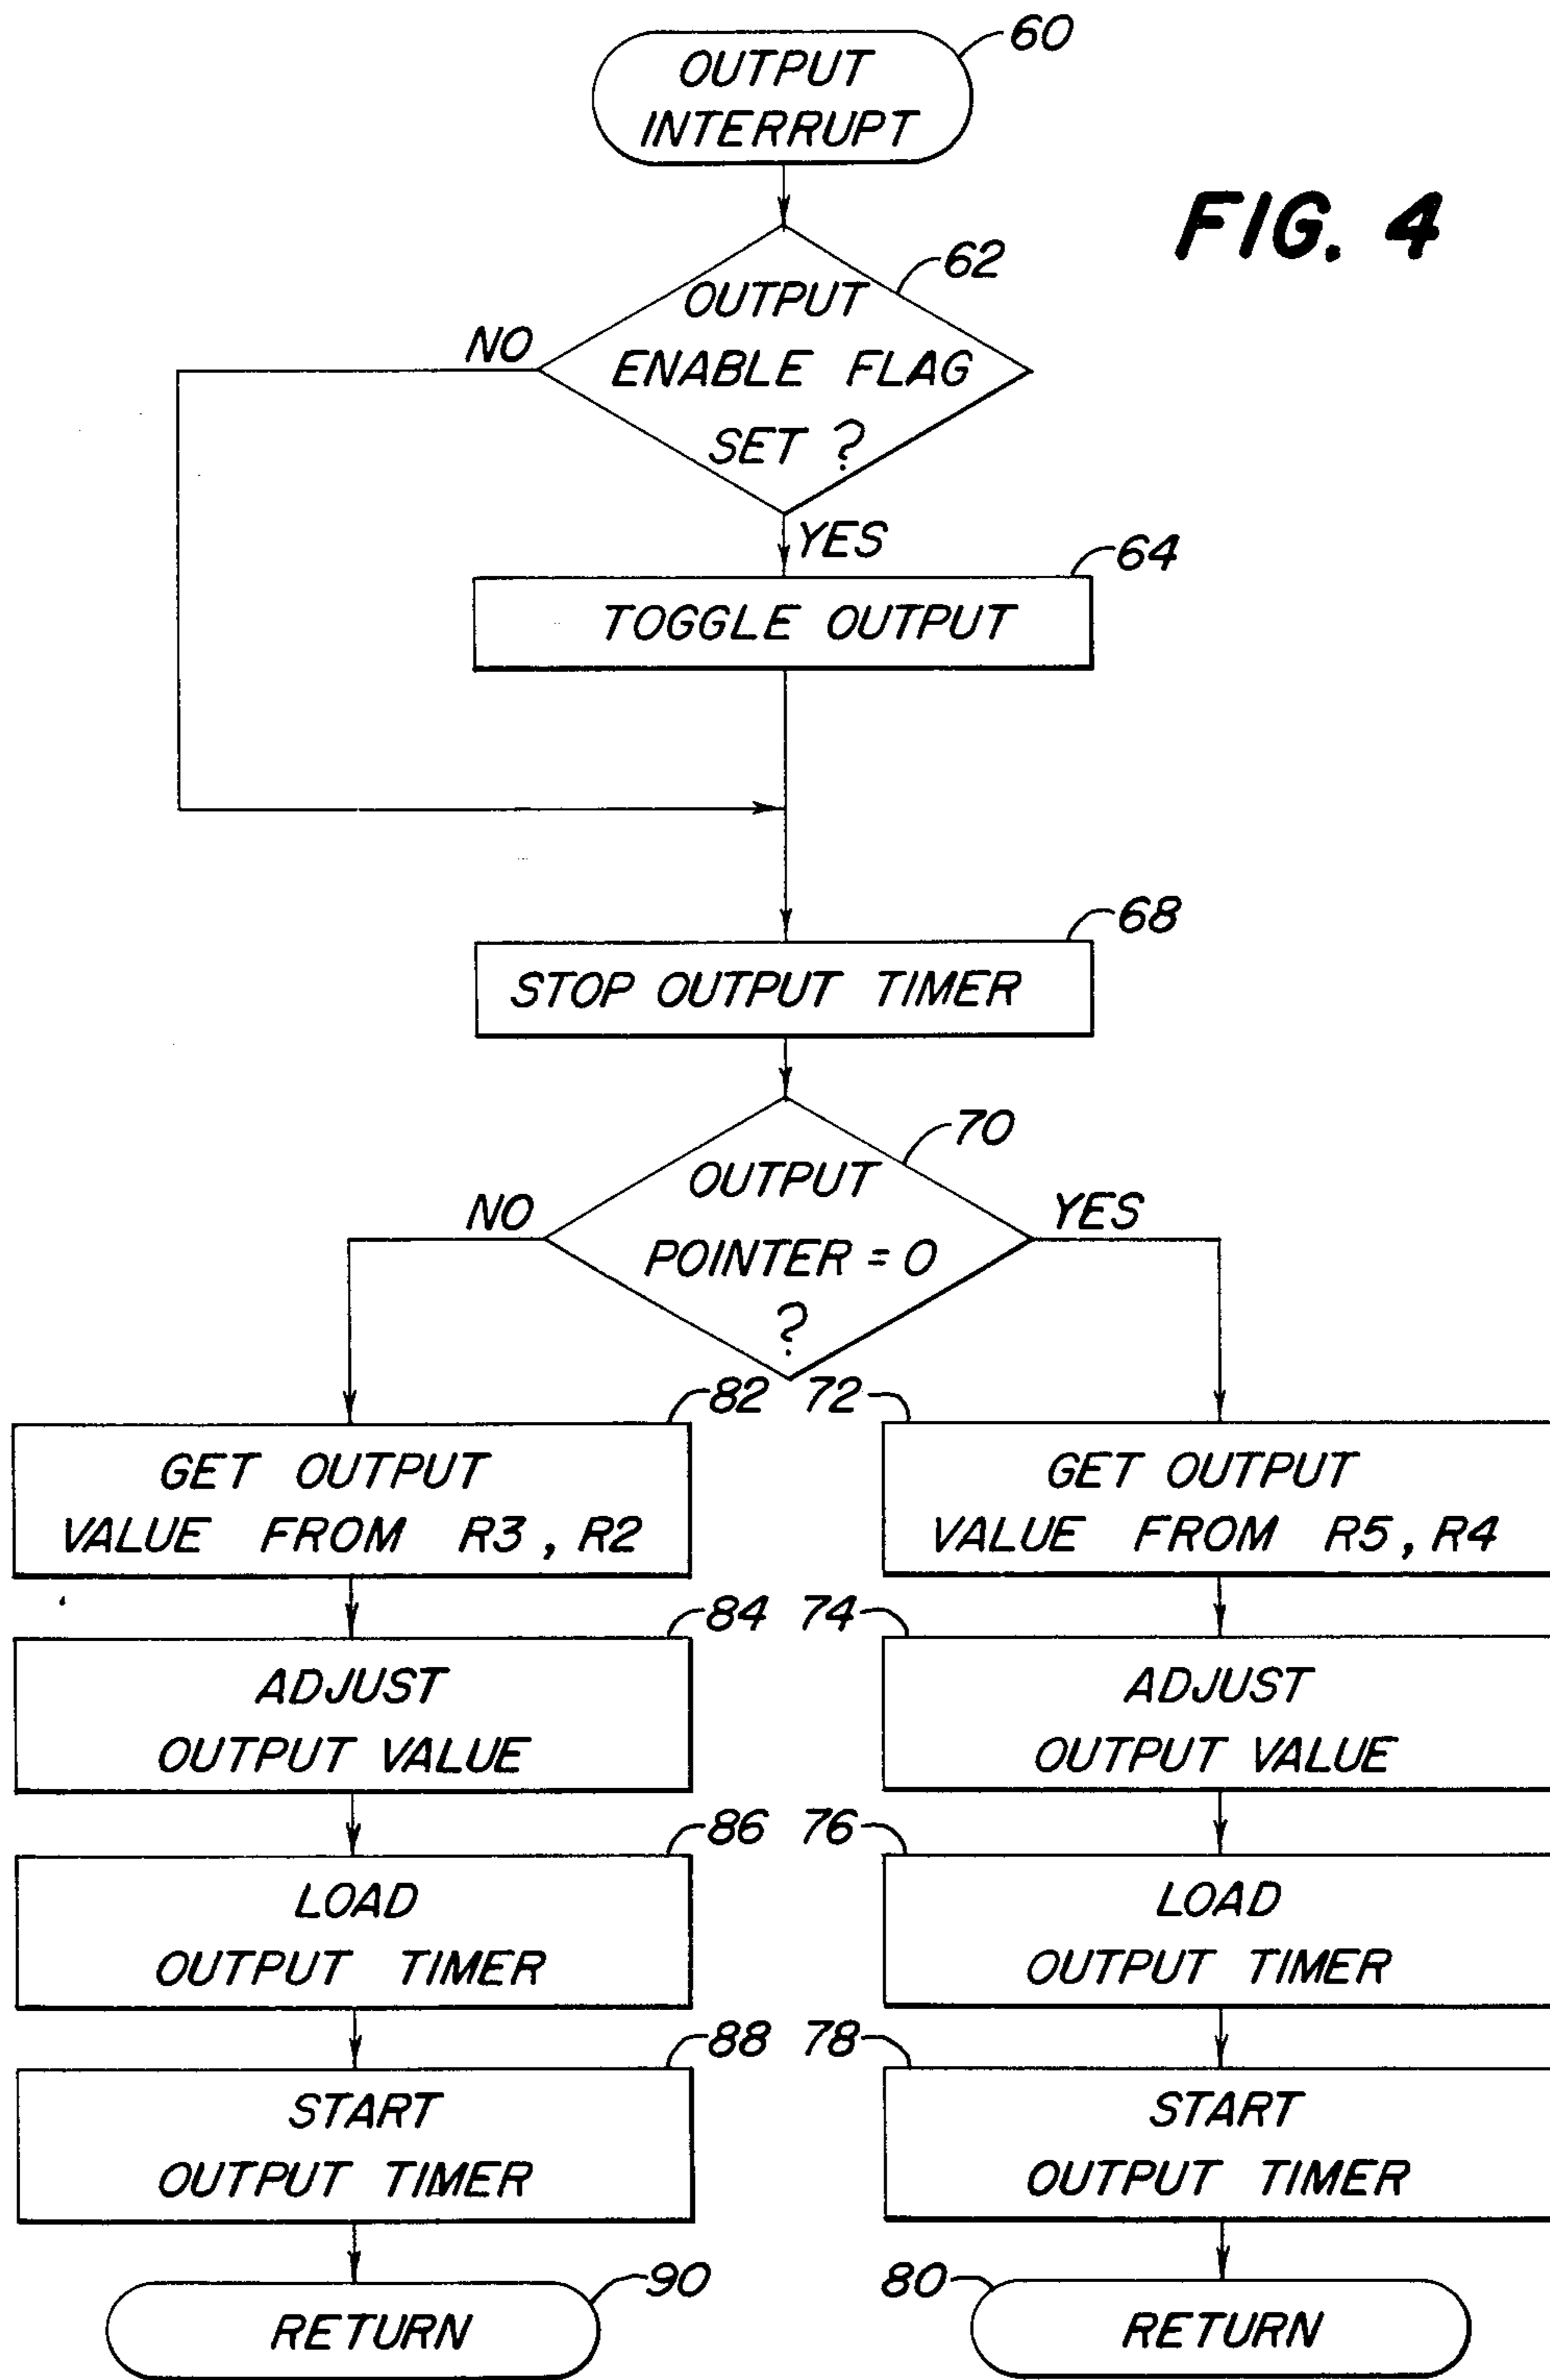 60
OUTPUT
INTERRUPT
FIG. 4
62
OUTPUT
NO
ENABLE FLAG
SET ?
YES
64
TOGGLE OUTPUT
68
STOP OUTPUT TIMER
70
OUTPUT
NO
YES
POINTER = 0
?
82
72
GET OUTPUT
VALUE FROM R3, R2
GET OUTPUT
VALUE FROM R5, R4
84
74
ADJUST
OUTPUT VALUE
ADJUST
OUTPUT VALUE
86
76
LOAD
OUTPUT TIMER
LOAD
OUTPUT TIMER
88
78
START
OUTPUT TIMER
START
OUTPUT TIMER
90
80
RETURN
RETURN